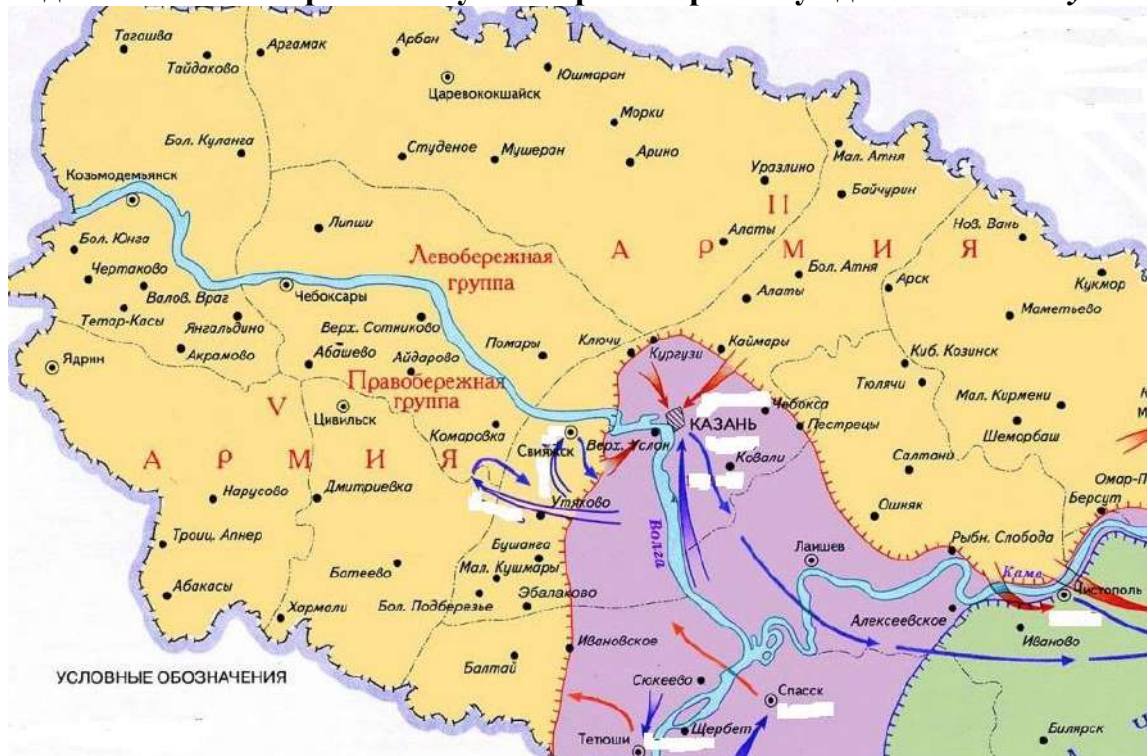 Тагашва
Тайдаково
Аргамак
Арбан
Царевококшайск
Юшмаран
Морки
Бол. Куланга
Студеное
Мушеран
Арино
Уразлино
Мал. Атня
Байчурин
Козьмодемьянск
II
Нов. Вань
Липши
Алаты
Бол. Юнга
Левобережная
группа
А Р М И Я
Бол. Атня
Арск
Кукмор
Чертаково
Валов. Враг
Чебоксары
Алаты
Маметьево
Тетар-Касы
Янгальдино
Верх. Сотниково
Ключи
Кургузи
Каймары
Ядрин
Акрамово
Абашево
Айдарово
Помары
Киб. Козинск
Тюлячи
Правобережная
группа
V
Цивильск
Мал. Кирмени
Чебокса
КАЗАНЬ
Пестрецы
Комаровка
Шеморбаш
Свияжск
Верх. Услон
А Р М И Я
Ковали
Салтани
Нарусово
Дмитриевка
Утяково
Омар-П
Берсут
Ошняк
Троиц. Апнер
Бушанга
Волга
Лаишев
Рыбн. Слобода
Батеево
Мал. Кушмары
Кама
Абакасы
Бол. Подберезье
Эбалаково
Чистополь
Хармали
Алексеевское
Ивановское
Иваново
Балтай
УСЛОВНЫЕ ОБОЗНАЧЕНИЯ
Сюкеево
Спасск
Щербет
Тетюши
Билярск